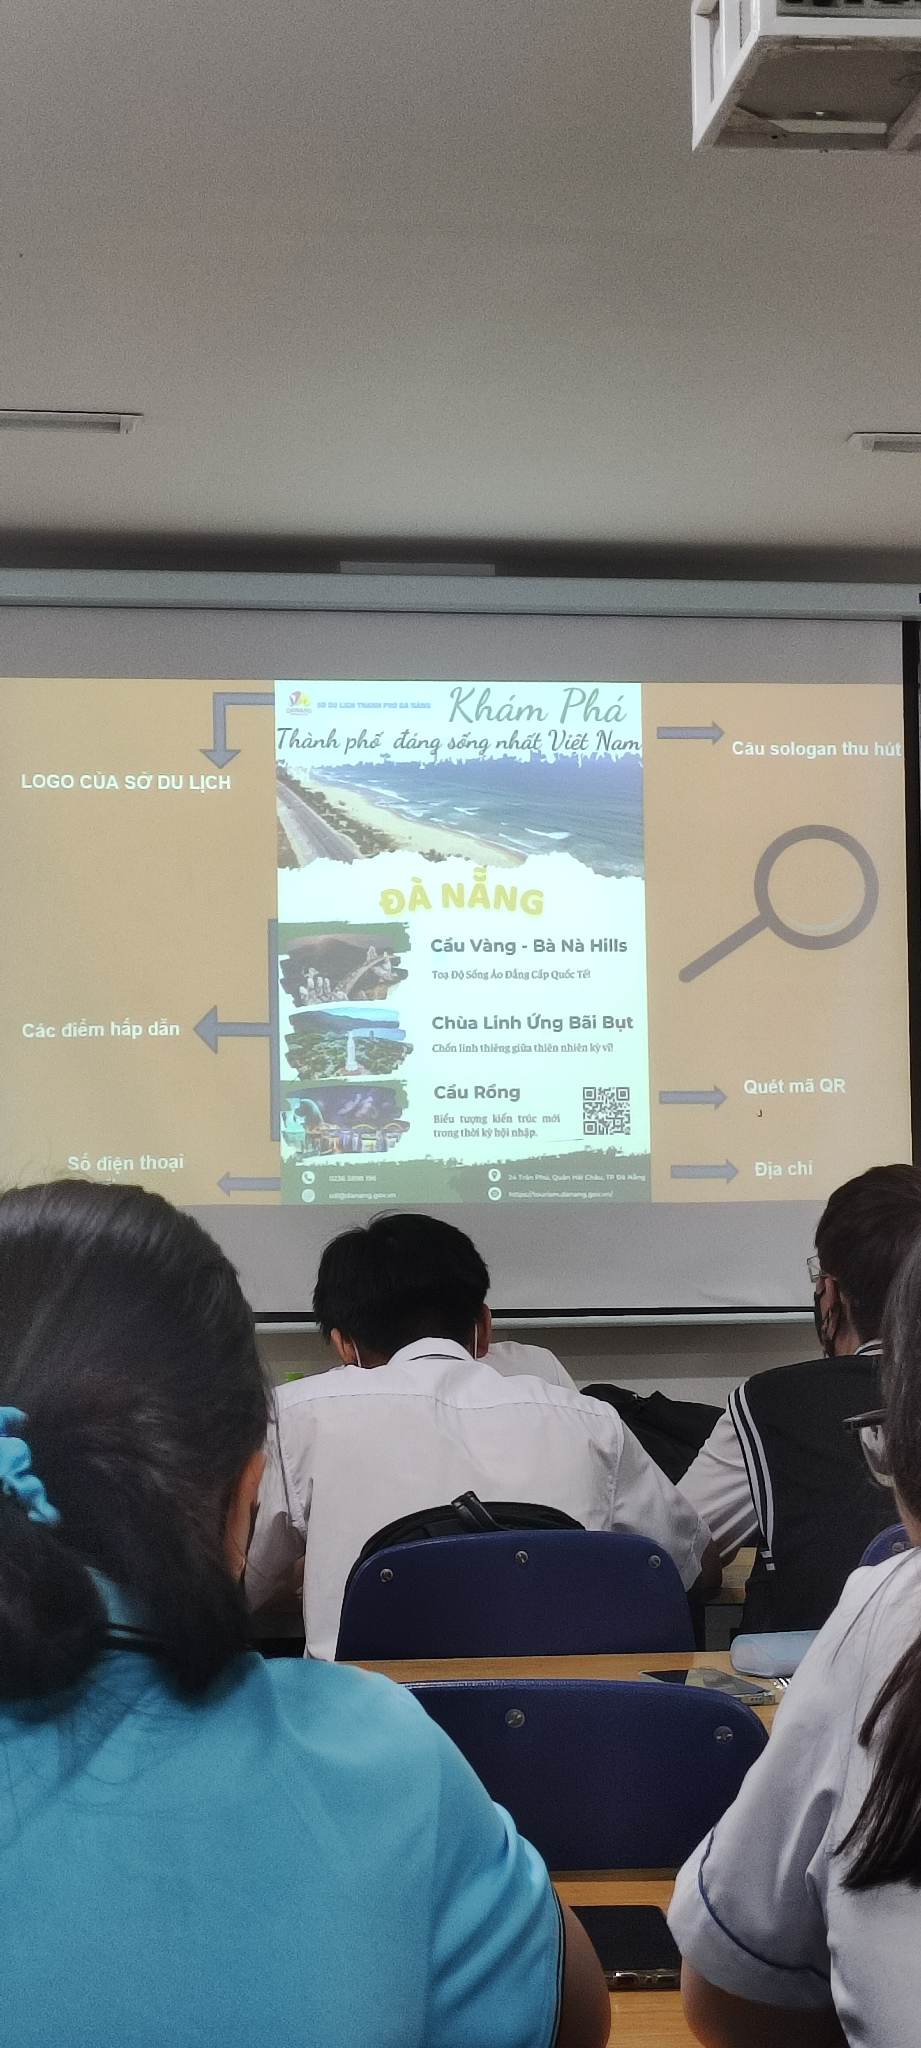 SỞ DU LỊCH THÀNH PHỐ ĐÀ NẴNG
Khám Phá
Thành phố đáng sống nhất Việt Nam
LOGO CỦA SỞ DU LỊCH
Câu sologan thu hút
ĐÀ NẴNG
Cầu Vàng - Bà Nà Hills
Toạ Độ Sống Ảo Đẳng Cấp Quốc Tế!
Các điểm hấp dẫn
Chùa Linh Ứng Bãi Bụt
Chốn linh thiêng giữa thiên nhiên kỳ vĩ!
Cầu Rồng
Biểu tượng kiến trúc mới
trong thời kỳ hội nhập.
Quét mã QR
Số điện thoại
Địa chỉ
24 Trần Phú, Quận Hải Châu, TP Đà Nẵng
sdl@danang.gov.vn
https://tourism.danang.gov.vn/